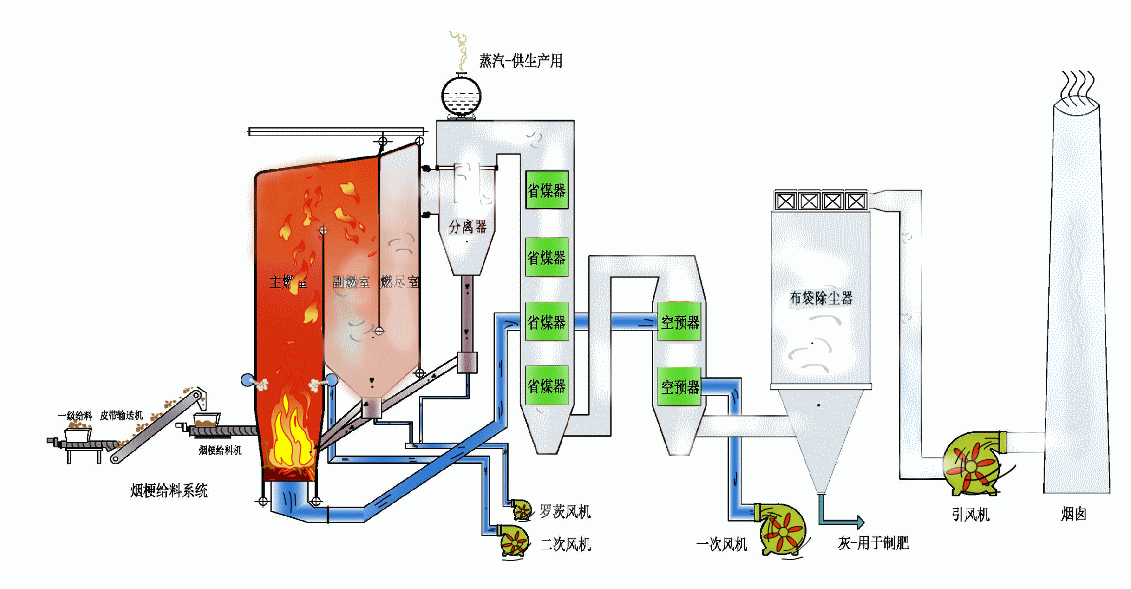 蒸汽-供生产用
省煤器
分离器
省煤器
主燃室
副燃室
燃尽室
布袋除尘器
省煤器
空预器
省煤器
空预器
一级给料
皮带输送机
烟梗给料机
烟梗给料系统
罗茨风机
二次风机
一次风机
灰-用于制肥
引风机
烟卤